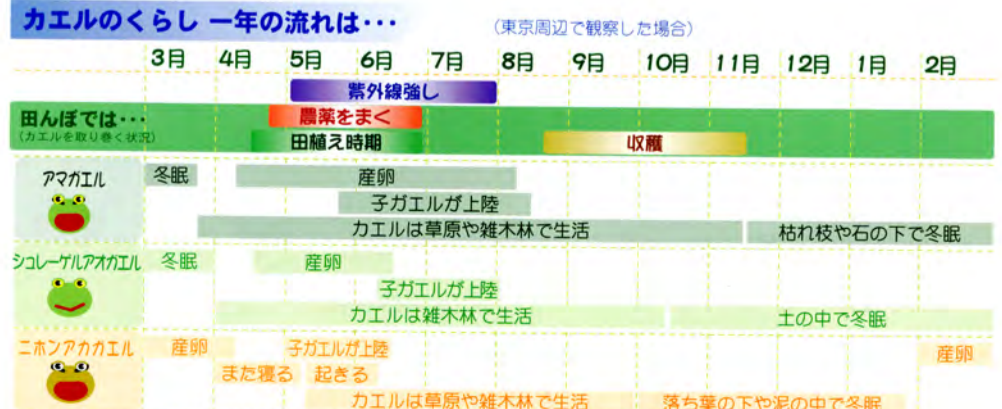 カエルのくらし 一年の流れは・・・
(東京周辺で観察した場合)
3月 4月 5月 6月 7月 8月 9月 10月 11月 12月 1月 2月
紫外線強し
田んぼでは・・・
(カエルを取り巻く状況)
農薬をまく
田植え時期
収穫
アマガエル
冬眠
産卵
子ガエルが上陸
カエルは草原や雑木林で生活
枯れ枝や石の下で冬眠
シュレーゲルアオガエル
冬眠
産卵
子ガエルが上陸
カエルは雑木林で生活
土の中で冬眠
ニホンアカガエル
産卵
子ガエルが上陸
産卵
また寝る
起きる
カエルは草原や雑木林で生活
落ち葉の下や泥の中で冬眠